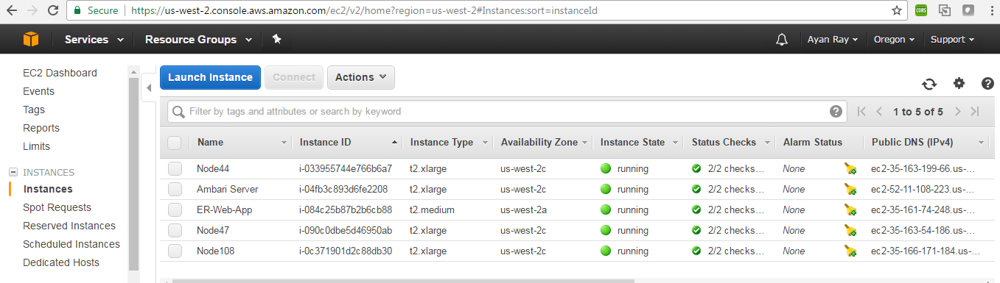 Secure https://us-west-2.console.aws.amazon.com/ec2/v2/home?region=us-west-2#Instances:sort=instanceId CORS
Services Resource Groups Ayan Ray Oregon Support
EC2 Dashboard
Events
Tags
Reports
Limits
INSTANCES
Instances
Spot Requests
Reserved Instances
Scheduled Instances
Dedicated Hosts
Launch Instance Connect Actions
Filter by tags and attributes or search by keyword 1 to 5 of 5
Name Instance ID Instance Type Availability Zone Instance State Status Checks Alarm Status Public DNS (IPv4)
Node44 i-033955744e766b6a7 t2.xlarge us-west-2c running 2/2 checks... None ec2-35-163-199-66.us-...
Ambari Server i-04fb3c893d6fe2208 t2.xlarge us-west-2c running 2/2 checks... None ec2-52-11-108-223.us-...
ER-Web-App i-084c25b87b2b6cb88 t2.medium us-west-2a running 2/2 checks... None ec2-35-161-74-248.us-...
Node47 i-090c0dbe5d46950ab t2.xlarge us-west-2c running 2/2 checks... None ec2-35-163-54-186.us-...
Node108 i-0c371901d2c88db30 t2.xlarge us-west-2c running 2/2 checks... None ec2-35-166-171-184.us-...